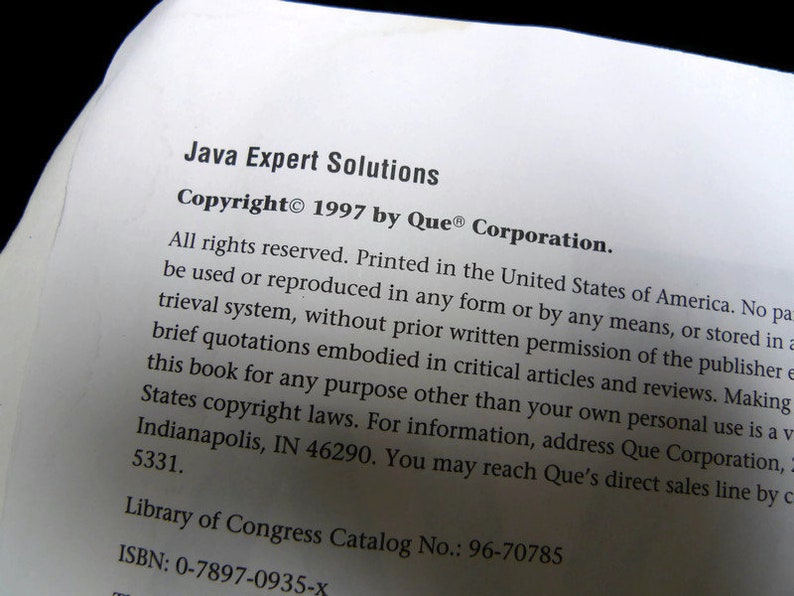 Java Expert Solutions
Copyright© 1997 by Que® Corporation.
All rights reserved. Printed in the United States of America. No
be used or reproduced in any form or by any means, or stored in
trieval system, without prior written permission of the publisher
brief quotations embodied in critical articles and reviews. Making
this book for any purpose other than your own personal use is a
States copyright laws. For information, address Que Corporation,
Indianapolis, IN 46290. You may reach Que's direct sales line by
5331.
Library of Congress Catalog No.: 96-70785
ISBN: 0-7897-0935-x